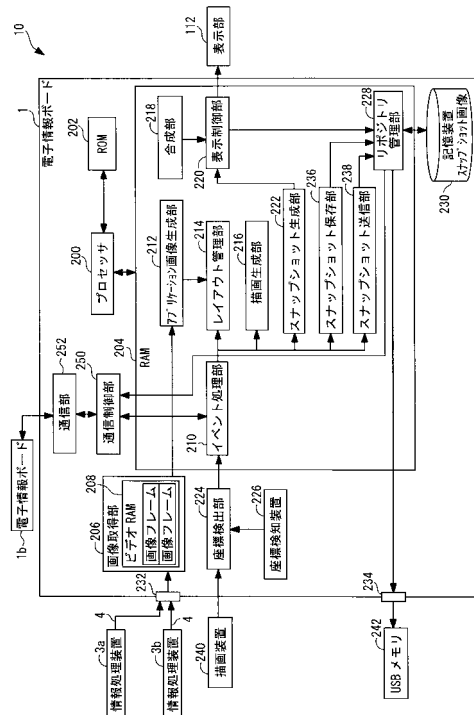 10
1
電子情報ボード
1b
電子情報ボード
252
通信部
250
通信制御部
200
プロセッサ
202
ROM
204
RAM
206
画像取得部
208
ビデオRAM
画像フレーム
画像フレーム
232
4
4
3a
情報処理装置
3b
情報処理装置
212
アプリケーション画像生成部
218
合成部
112
表示部
220
表示制御部
214
レイアウト管理部
216
描画生成部
210
イベント処理部
222
スナップショット生成部
236
スナップショット保存部
238
スナップショット送信部
228
リポジトリ
管理部
230
記憶装置
スナップショット画像
224
座標検出部
226
座標検知装置
240
描画装置
234
242
USBメモリ